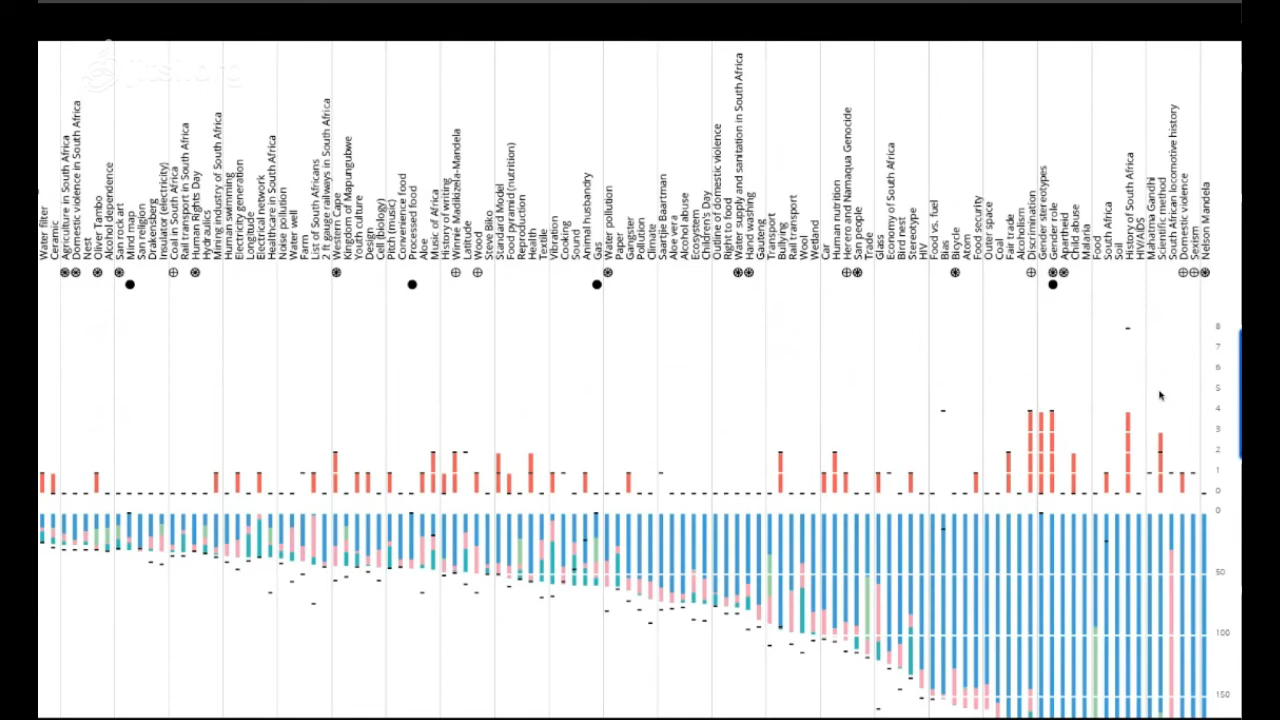 Water filter
Ceramic
Agriculture in South Africa
Domestic violence in South Africa
Nest
Oliver Tambo
Alcohol dependence
San rock art
Mind map
San religion
Drakensberg
Insulator (electricity)
Coal in South Africa
Rail transport in South Africa
Human Rights Day
Hydraulics
Mining industry of South Africa
Human swimming
Electricity generation
Longitude
Electrical network
Healthcare in South Africa
Noise pollution
Water well
Farm
List of South Africans
2 ft gauge railways in South Africa
Western Cape
Kingdom of Mapungubwe
Youth culture
Design
Cell (biology)
Pitch (music)
Convenience food
Processed food
Aloe
Music of Africa
History of writing
Winnie Madikizela-Mandela
Latitude
Wood
Steve Biko
Standard Model
Food pyramid (nutrition)
Reproduction
Health
Textile
Vibration
Cooking
Sound
Animal husbandry
Gas
Water pollution
Paper
Gangster
Pollution
Climate
Saartjie Baartman
Aloe vera
Alcohol abuse
Ecosystem
Children's Day
Outline of domestic violence
Right to food
Water supply and sanitation in South Africa
Hand washing
Gauteng
Transport
Bullying
Rail transport
Wool
Wetland
Car
Human nutrition
Herero and Namaqua Genocide
San people
Trade
Glass
Economy of South Africa
Bird nest
Stereotype
HIV
Food vs. fuel
Bias
Bicycle
Atom
Food security
Outer space
Coal
Fair trade
Alcoholism
Discrimination
Gender stereotypes
Gender role
Apartheid
Child abuse
Malaria
Food
South Africa
Soil
History of South Africa
HIV/AIDS
Mahatma Gandhi
Scientific method
South African locomotive history
Domestic violence
Sexism
Nelson Mandela
8
7
6
5
4
3
2
1
0
0
50
100
150